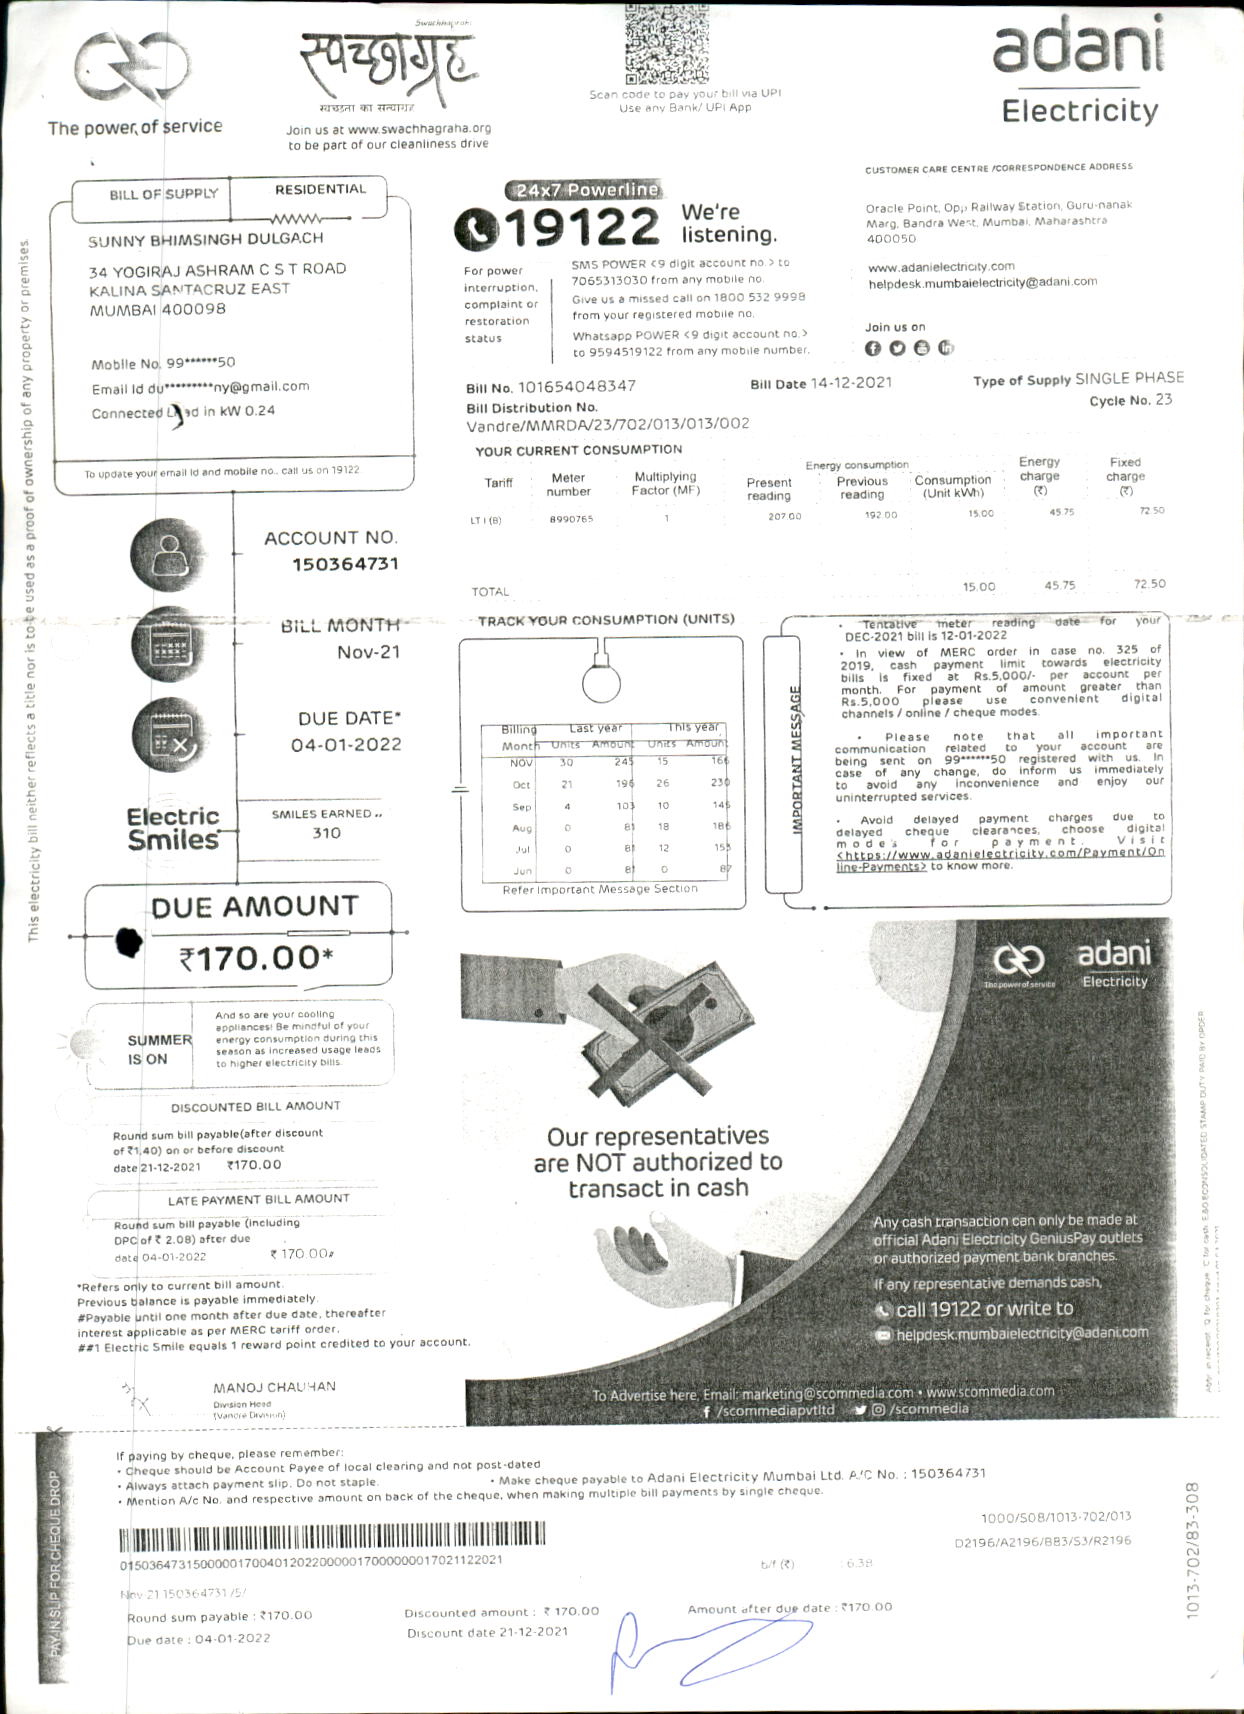 The power of service
Swachhagraha
स्वच्छाग्रह
स्वच्छता का सत्याग्रह
Join us at www.swachhagraha.org
to be part of our cleanliness drive
Scan code to pay your bill via UPI
Use any Bank/ UPI App
adani
Electricity
CUSTOMER CARE CENTRE /CORRESPONDENCE ADDRESS
Oracle Point, Opp Railway Station, Guru-nanak
Marg, Bandra West, Mumbai, Maharashtra
400050
www.adanielectricity.com
helpdesk.mumbaielectricity@adani.com
Join us on
BILL OF SUPPLY
RESIDENTIAL
SUNNY BHIMSINGH DULGACH
34 YOGIRAJ ASHRAM C S T ROAD
KALINA SANTACRUZ EAST
MUMBAI 400098
Mobile No. 99******50
Email Id du*********ny@gmail.com
Connected Load in kW 0.24
To update your email id and mobile no., call us on 19122
24x7 Powerline
19122
We're
listening.
For power
interruption,
complaint or
restoration
status
SMS POWER <9 digit account no.> to
7065313030 from any mobile no.
Give us a missed call on 1800 532 9998
from your registered mobile no.
Whatsapp POWER <9 digit account no.>
to 9594519122 from any mobile number.
Bill No. 101654048347 Bill Date 14-12-2021 Type of Supply SINGLE PHASE
Bill Distribution No. Cycle No. 23
Vandre/MMRDA/23/702/013/013/002
YOUR CURRENT CONSUMPTION
Tariff Meter number Multiplying Factor (MF) Energy consumption Present reading Previous reading Consumption (Unit kWh) Energy charge (₹) Fixed charge (₹)
LT I (B) 8990765 1 207.00 192.00 15.00 45.75 72.50
TOTAL 15.00 45.75 72.50
This electricity bill neither reflects a title nor is to be used as a proof of ownership of any property or premises.
ACCOUNT NO.
150364731
BILL MONTH
Nov-21
DUE DATE*
04-01-2022
Electric
Smiles
SMILES EARNED
310
DUE AMOUNT
₹170.00*
TRACK YOUR CONSUMPTION (UNITS)
Billing Last year This year
Month Units Amount Units Amount
NOV 30 245 15 166
Oct 21 196 26 230
Sep 4 103 10 146
Aug 0 81 18 186
Jul 0 81 12 155
Jun 0 81 0 87
Refer Important Message Section
IMPORTANT MESSAGE
• Tentative meter reading date for your
DEC-2021 bill is 12-01-2022
• In view of MERC order in case no. 325 of
2019, cash payment limit towards electricity
bills is fixed at Rs.5,000/- per account per
month. For payment of amount greater than
Rs.5,000 please use convenient digital
channels / online / cheque modes.
• Please note that all important
communication related to your account are
being sent on 99******50 registered with us. In
case of any change, do inform us immediately
to avoid any inconvenience and enjoy our
uninterrupted services.
• Avoid delayed payment charges due to
delayed cheque clearances, choose digital
modes for payment. Visit
<https://www.adanielectricity.com/Payment/On
line-Payments> to know more.
SUMMER
IS ON
And so are your cooling
appliances! Be mindful of your
energy consumption during this
season as increased usage leads
to higher electricity bills.
DISCOUNTED BILL AMOUNT
Round sum bill payable(after discount
of ₹1.40) on or before discount
date 21-12-2021 ₹170.00
LATE PAYMENT BILL AMOUNT
Round sum bill payable (including
DPC of ₹ 2.08) after due
date 04-01-2022 ₹ 170.00#
*Refers only to current bill amount.
Previous balance is payable immediately.
#Payable until one month after due date, thereafter
interest applicable as per MERC tariff order.
##1 Electric Smile equals 1 reward point credited to your account.
MANOJ CHAUHAN
Division Head
(Vandre Division)
adani
Electricity
The power of service
Our representatives
are NOT authorized to
transact in cash
Any cash transaction can only be made at
official Adani Electricity GeniusPay outlets
or authorized payment bank branches.
If any representative demands cash,
call 19122 or write to
helpdesk.mumbaielectricity@adani.com
To Advertise here, Email: marketing@scommedia.com • www.scommedia.com
/scommediapvtltd /scommedia
PAY-IN SLIP FOR CHEQUE DROP
If paying by cheque, please remember:
• Cheque should be Account Payee of local clearing and not post-dated
• Always attach payment slip. Do not staple. • Make cheque payable to Adani Electricity Mumbai Ltd. A/C No. : 150364731
• Mention A/c No. and respective amount on back of the cheque, when making multiple bill payments by single cheque.
1000/S08/1013-702/013
D2196/A2196/B83/S3/R2196
015036473150000017004012022000001700000001702112​2021
b/f (₹) : 6.38
Nov-21 150364731 /5/
Round sum payable : ₹170.00 Discounted amount : ₹ 170.00 Amount after due date : ₹170.00
Due date : 04-01-2022 Discount date 21-12-2021
1013-702/83-308